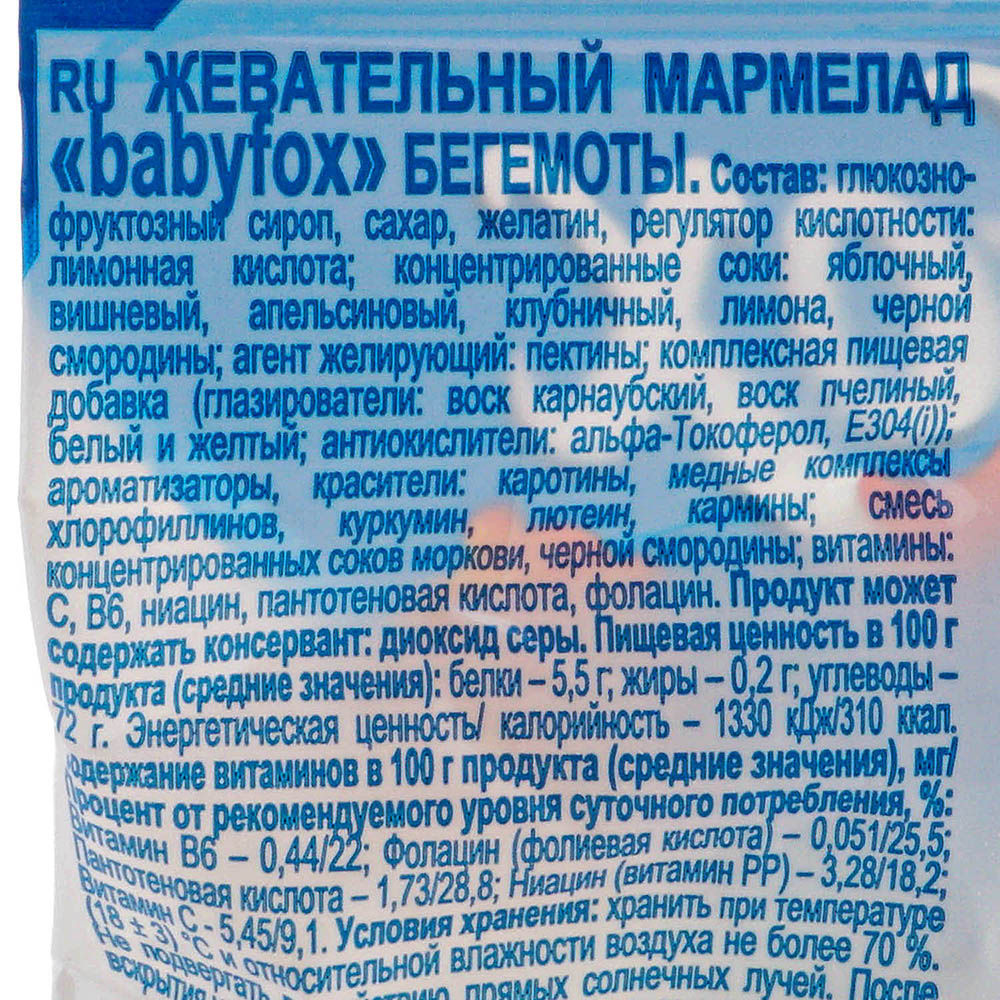 RU ЖЕВАТЕЛЬНЫЙ МАРМЕЛАД
«babyfox» БЕГЕМОТЫ. Состав: глюкозно-
фруктозный сироп, сахар, желатин, регулятор кислотности:
лимонная кислота; концентрированные соки: яблочный,
вишневый, апельсиновый, клубничный, лимона, черной
смородины; агент желирующий: пектины; комплексная пищевая
добавка (глазирователи: воск карнаубский, воск пчелиный,
белый и желтый; антиокислители: альфа-Токоферол, Е304(i));
ароматизаторы, красители: каротины, медные комплексы
хлорофиллинов, куркумин, лютеин, кармины; смесь
концентрированных соков моркови, черной смородины; витамины:
С, В6, ниацин, пантотеновая кислота, фолацин. Продукт может
содержать консервант: диоксид серы. Пищевая ценность в 100 г
продукта (средние значения): белки – 5,5 г; жиры – 0,2 г; углеводы –
72 г. Энергетическая ценность/ калорийность – 1330 кДж/310 ккал.
Содержание витаминов в 100 г продукта (средние значения), мг/
Процент от рекомендуемого уровня суточного потребления, %:
Витамин В6 – 0,44/22; Фолацин (фолиевая кислота) – 0,051/25,5;
Пантотеновая кислота – 1,73/28,8; Ниацин (витамин РР) – 3,28/18,2;
Витамин С - 5,45/9,1. Условия хранения: хранить при температуре
(18 ± 3) °С и относительной влажности воздуха не более 70 %.
Не подвергать прямых солнечных лучей. После
вскрытия